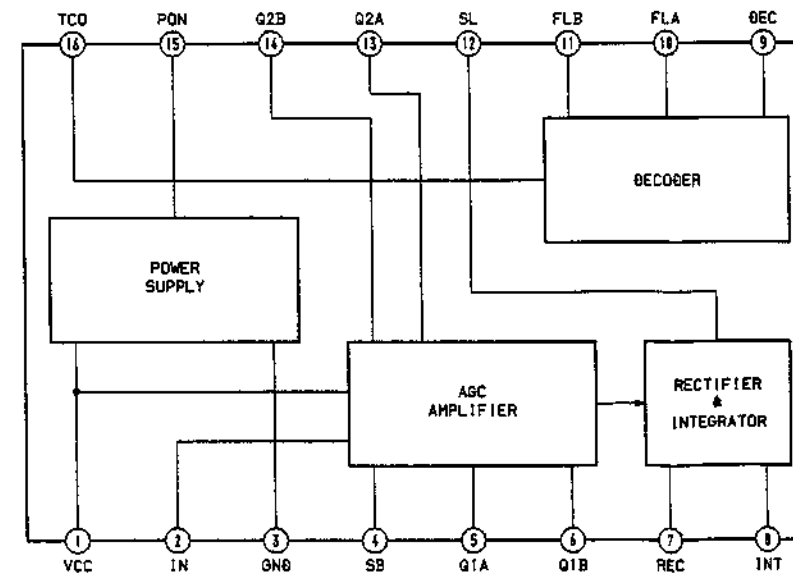 TCO PON Q2B Q2A SL FLB FLA DEC
16 15 14 13 12 11 10 9
DECODER
POWER
SUPPLY
AGC
AMPLIFIER
RECTIFIER
&
INTEGRATOR
1 2 3 4 5 6 7 8
VCC IN GND SB Q1A Q1B REC INT